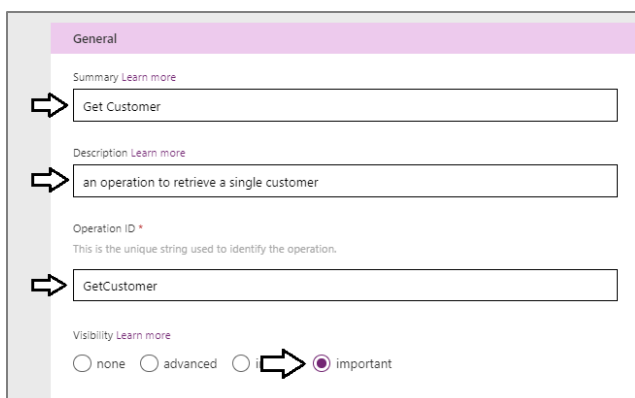 General
Summary Learn more
Get Customer
Description Learn more
an operation to retrieve a single customer
Operation ID *
This is the unique string used to identify the operation.
GetCustomer
Visibility Learn more
none advanced important